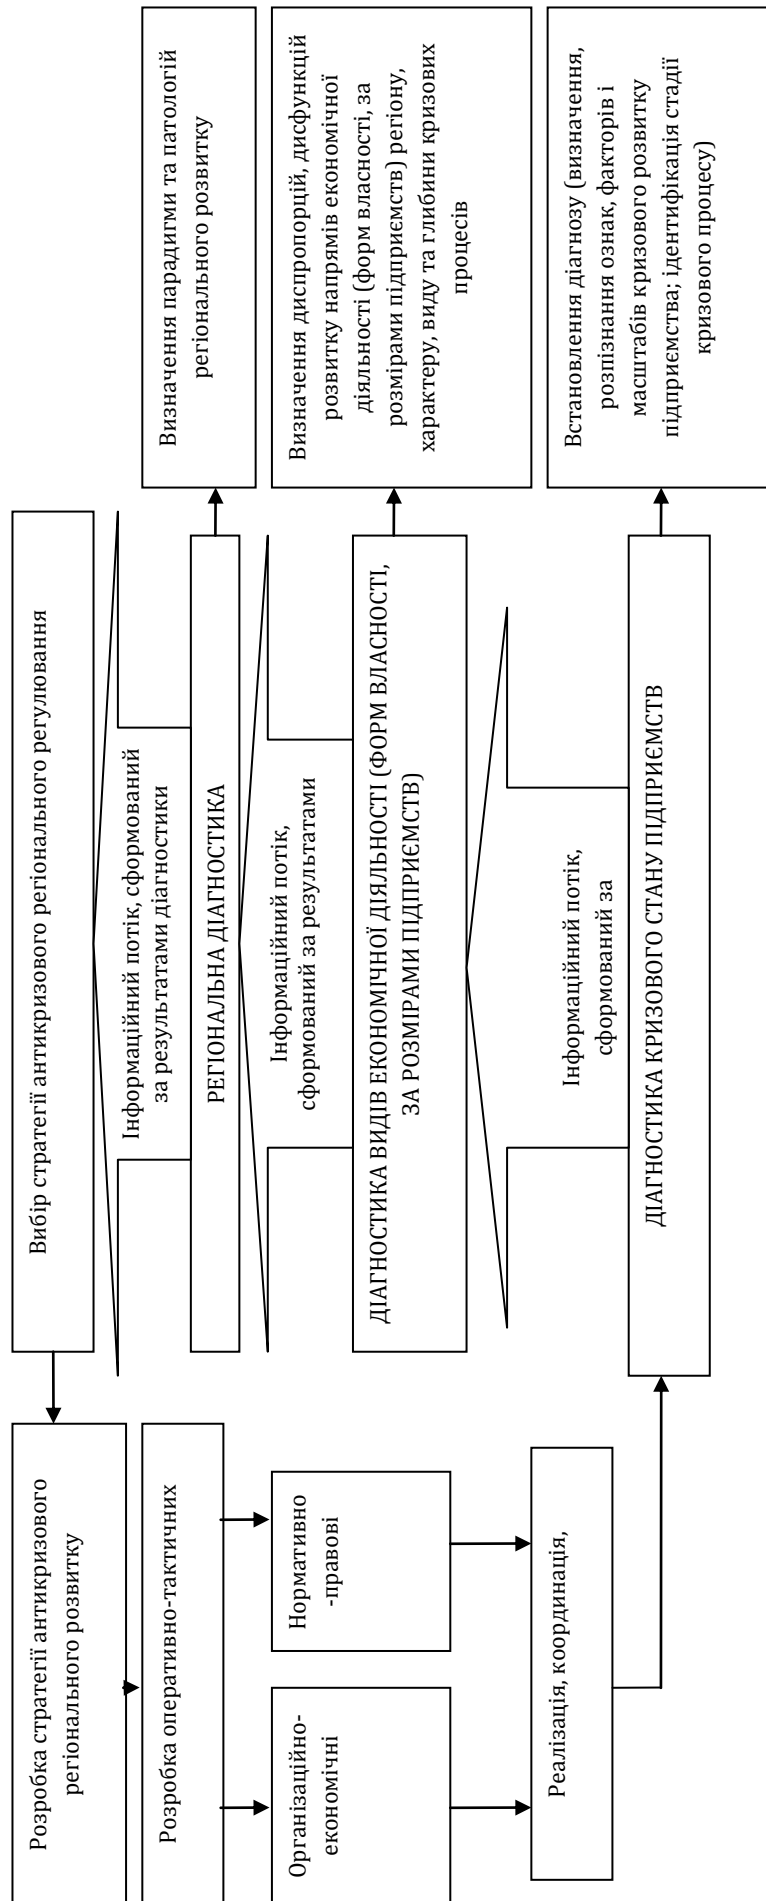 Розробка стратегії антикризового
регіонального розвитку
Розробка оперативно-тактичних
Організаційно-
економічні
Нормативно
-правові
Реалізація, координація,
Вибір стратегії антикризового регіонального регулювання
Інформаційний потік, сформований
за результатами діагностики
РЕГІОНАЛЬНА ДІАГНОСТИКА
Інформаційний потік,
сформований за результатами
ДІАГНОСТИКА ВИДІВ ЕКОНОМІЧНОЇ ДІЯЛЬНОСТІ (ФОРМ ВЛАСНОСТІ,
ЗА РОЗМІРАМИ ПІДПРИЄМСТВ)
Інформаційний потік,
сформований за
ДІАГНОСТИКА КРИЗОВОГО СТАНУ ПІДПРИЄМСТВ
Визначення парадигми та патологій
регіонального розвитку
Визначення диспропорцій, дисфункцій
розвитку напрямів економічної
діяльності (форм власності, за
розмірами підприємств) регіону,
характеру, виду та глибини кризових
процесів
Встановлення діагнозу (визначення,
розпізнання ознак, факторів і
масштабів кризового розвитку
підприємства; ідентифікація стадії
кризового процесу)